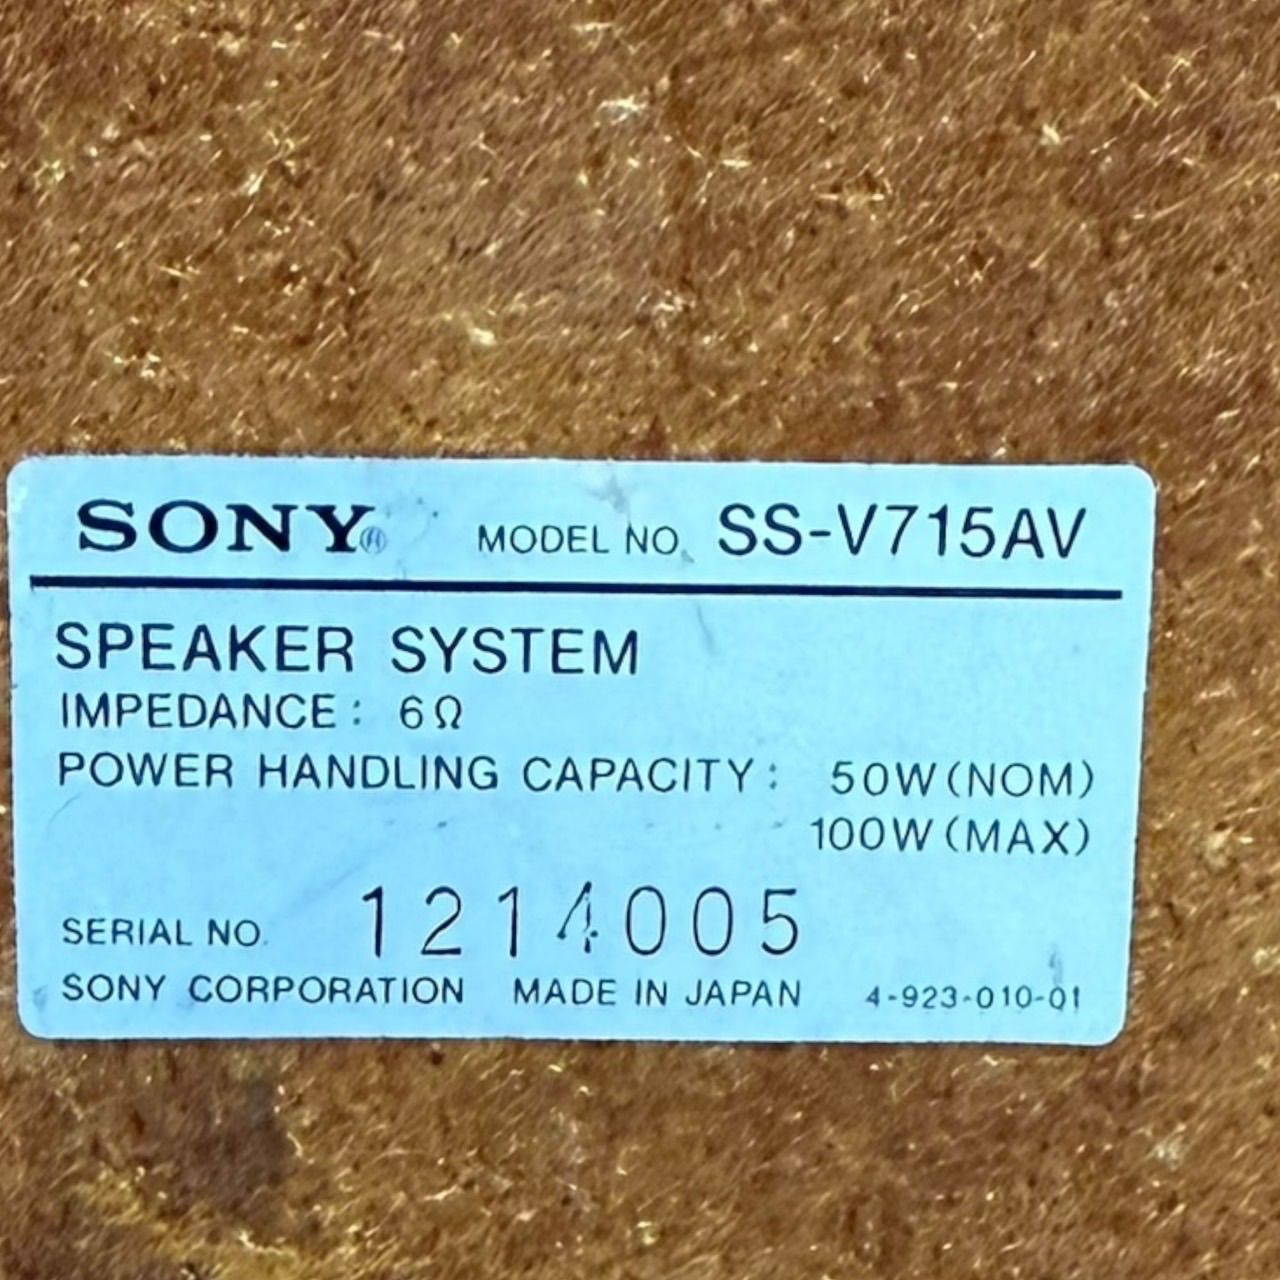 SONY® MODEL NO. SS-V715AV
SPEAKER SYSTEM
IMPEDANCE: 6Ω
POWER HANDLING CAPACITY: 50W(NOM)
100W(MAX)
SERIAL NO. 1214005
SONY CORPORATION MADE IN JAPAN 4-923-010-01